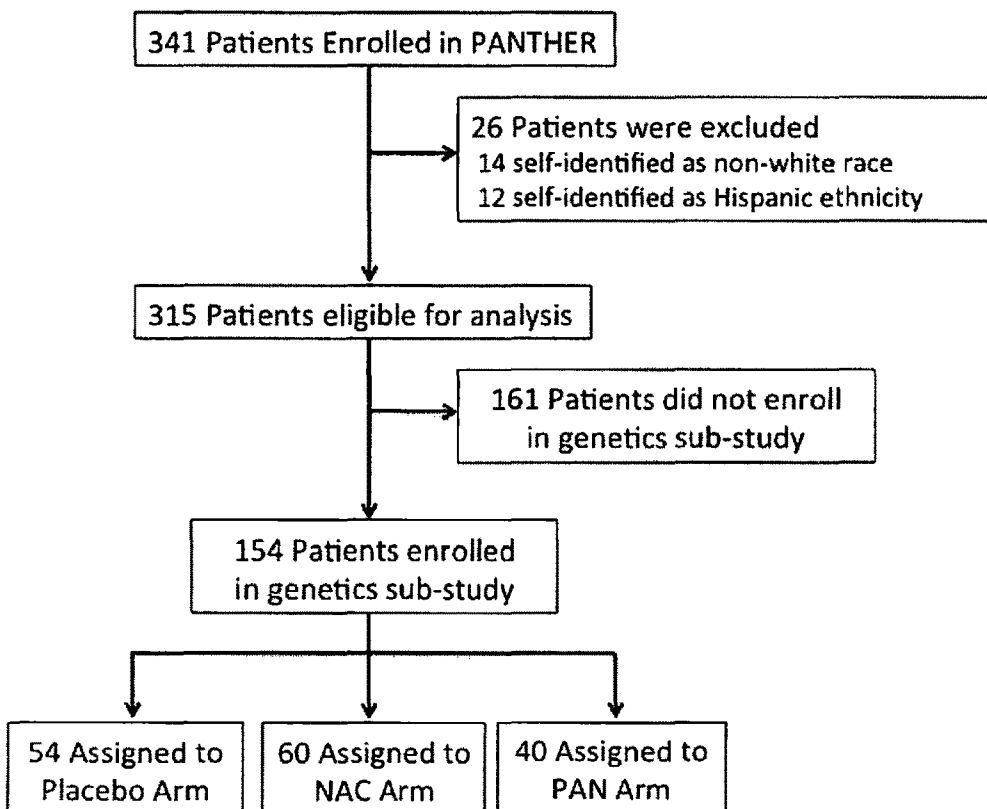 341 Patients Enrolled in PANTHER
26 Patients were excluded
14 self-identified as non-white race
12 self-identified as Hispanic ethnicity
315 Patients eligible for analysis
161 Patients did not enroll
in genetics sub-study
154 Patients enrolled
in genetics sub-study
54 Assigned to
Placebo Arm
60 Assigned to
NAC Arm
40 Assigned to
PAN Arm